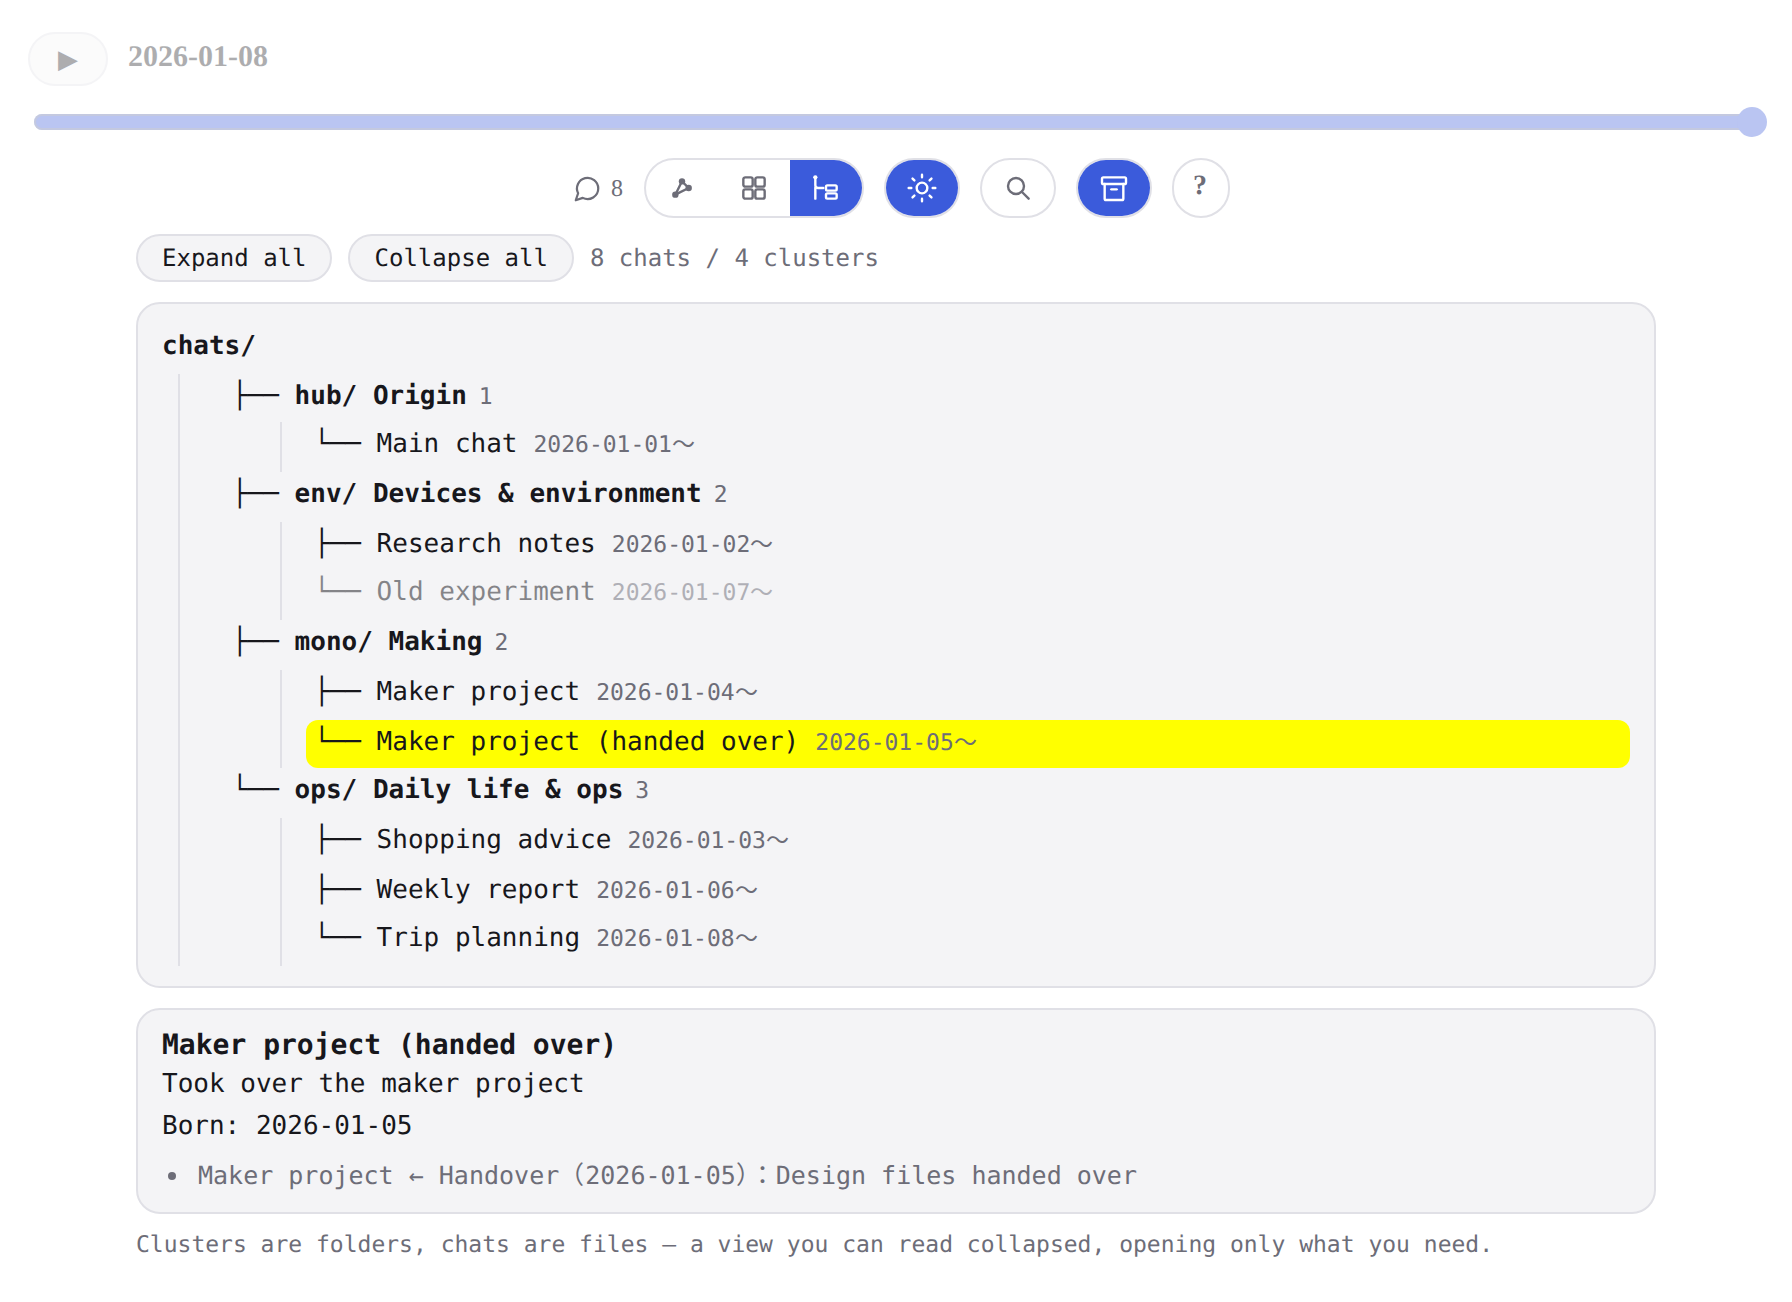 ▶ 2026-01-08
8 ?
Expand all Collapse all 8 chats / 4 clusters
chats/
├── hub/ Origin 1
└── Main chat 2026-01-01〜
├── env/ Devices & environment 2
├── Research notes 2026-01-02〜
└── Old experiment 2026-01-07〜
├── mono/ Making 2
├── Maker project 2026-01-04〜
└── Maker project (handed over) 2026-01-05〜
└── ops/ Daily life & ops 3
├── Shopping advice 2026-01-03〜
├── Weekly report 2026-01-06〜
└── Trip planning 2026-01-08〜
Maker project (handed over)
Took over the maker project
Born: 2026-01-05
• Maker project ← Handover（2026-01-05）：Design files handed over
Clusters are folders, chats are files — a view you can read collapsed, opening only what you need.